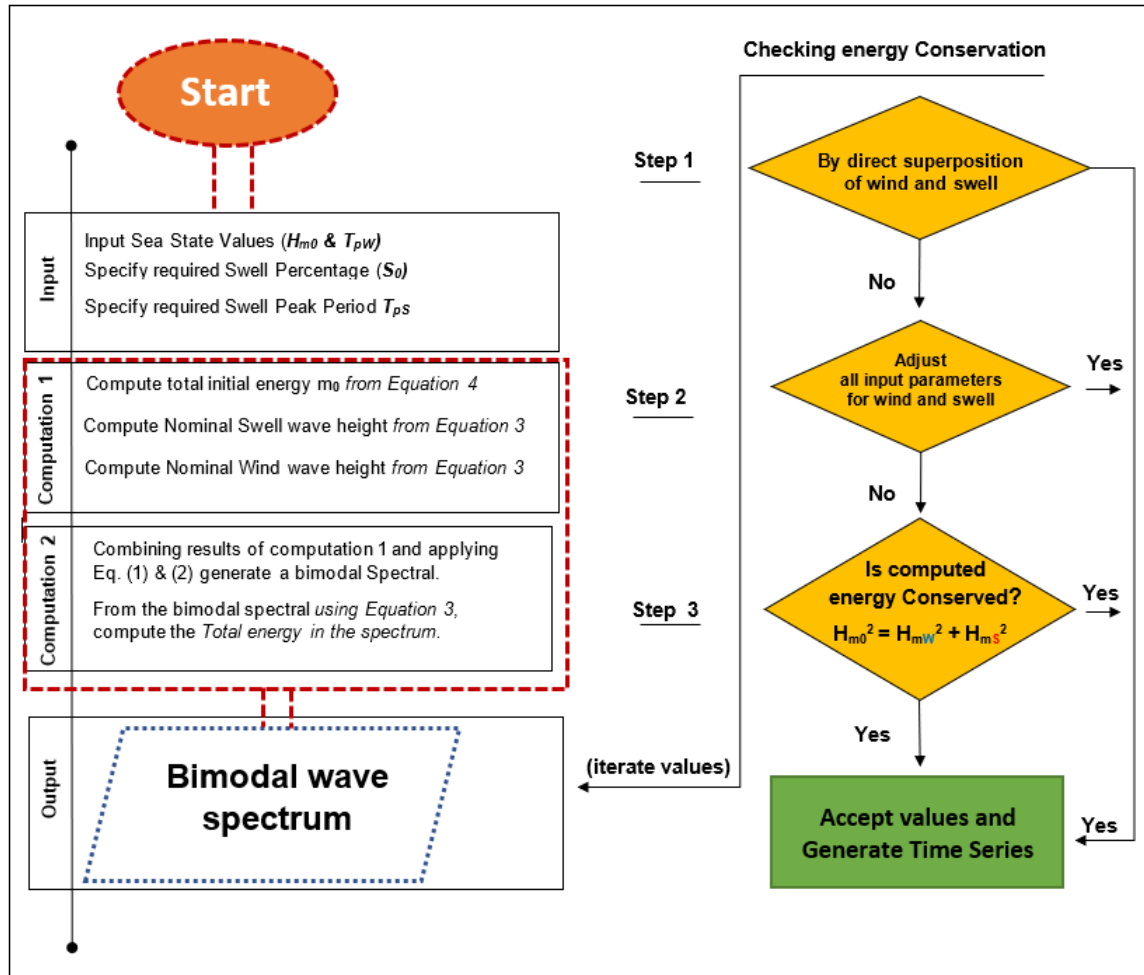 Start
Input
Input Sea State Values (Hm0 & TpW)
Specify required Swell Percentage (S0)
Specify required Swell Peak Period TpS
Computation 1
Compute total initial energy m0 from Equation 4
Compute Nominal Swell wave height from Equation 3
Compute Nominal Wind wave height from Equation 3
Computation 2
Combining results of computation 1 and applying
Eq. (1) & (2) generate a bimodal Spectral.
From the bimodal spectral using Equation 3,
compute the Total energy in the spectrum.
Output
Bimodal wave
spectrum
Checking energy Conservation
Step 1
By direct superposition
of wind and swell
No
Step 2
Adjust
all input parameters
for wind and swell
Yes
No
Step 3
Is computed
energy Conserved?
Hm0² = HmW² + HmS²
Yes
Yes
(iterate values)
Accept values and
Generate Time Series
Yes